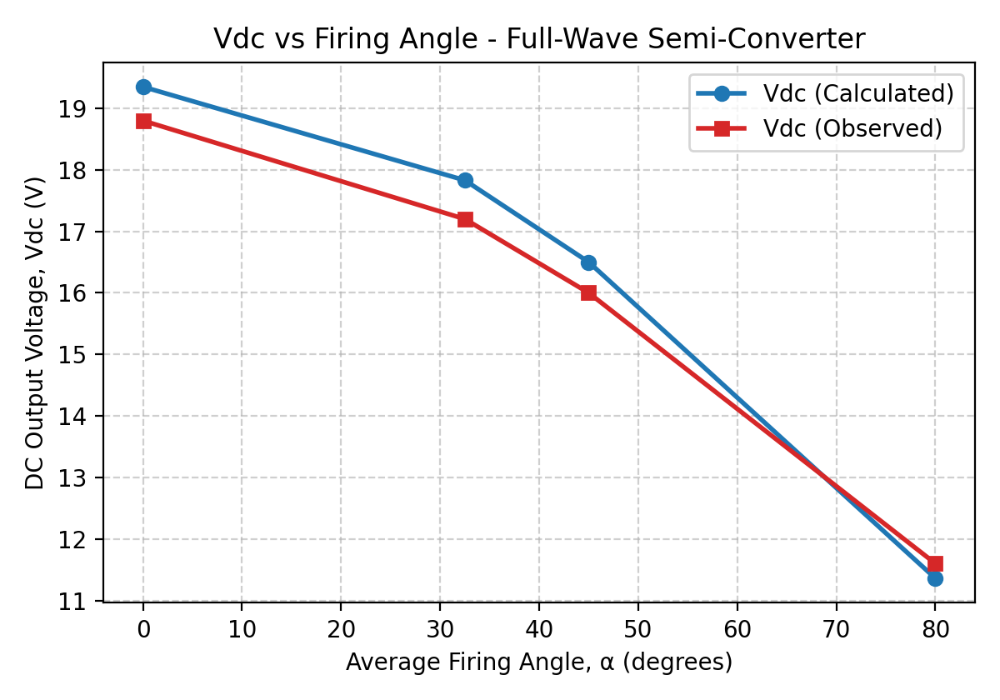 Vdc vs Firing Angle - Full-Wave Semi-Converter
Vdc (Calculated)
Vdc (Observed)
DC Output Voltage, Vdc (V)
19
18
17
16
15
14
13
12
11
0 10 20 30 40 50 60 70 80
Average Firing Angle, α (degrees)